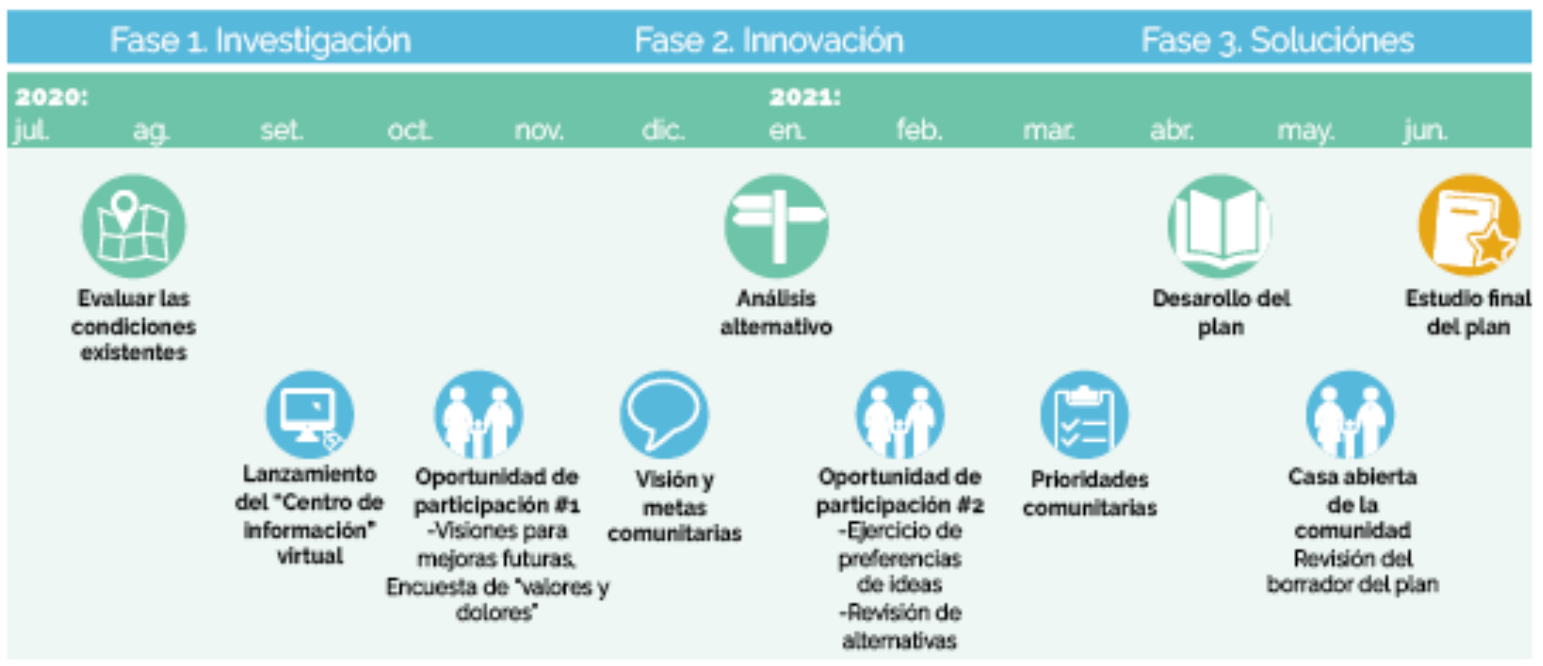 Fase 1. Investigación
Fase 2. Innovación
Fase 3. Soluciónes
2020:
2021:
jul.
ag.
set.
oct.
nov.
dic.
en.
feb.
mar.
abr.
may.
jun.
Evaluar las
condiciones
existentes
Análisis
alternativo
Desarollo del
plan
Estudio final
del plan
Lanzamiento
del "Centro de
información"
virtual
Oportunidad de
participación #1
-Visiones para
mejoras futuras,
Encuesta de "valores y
dolores"
Visión y
metas
comunitarias
Oportunidad de
participación #2
-Ejercicio de
preferencias
de ideas
-Revisión de
alternativas
Prioridades
comunitarias
Casa abierta
de la
comunidad
Revisión del
borrador del plan